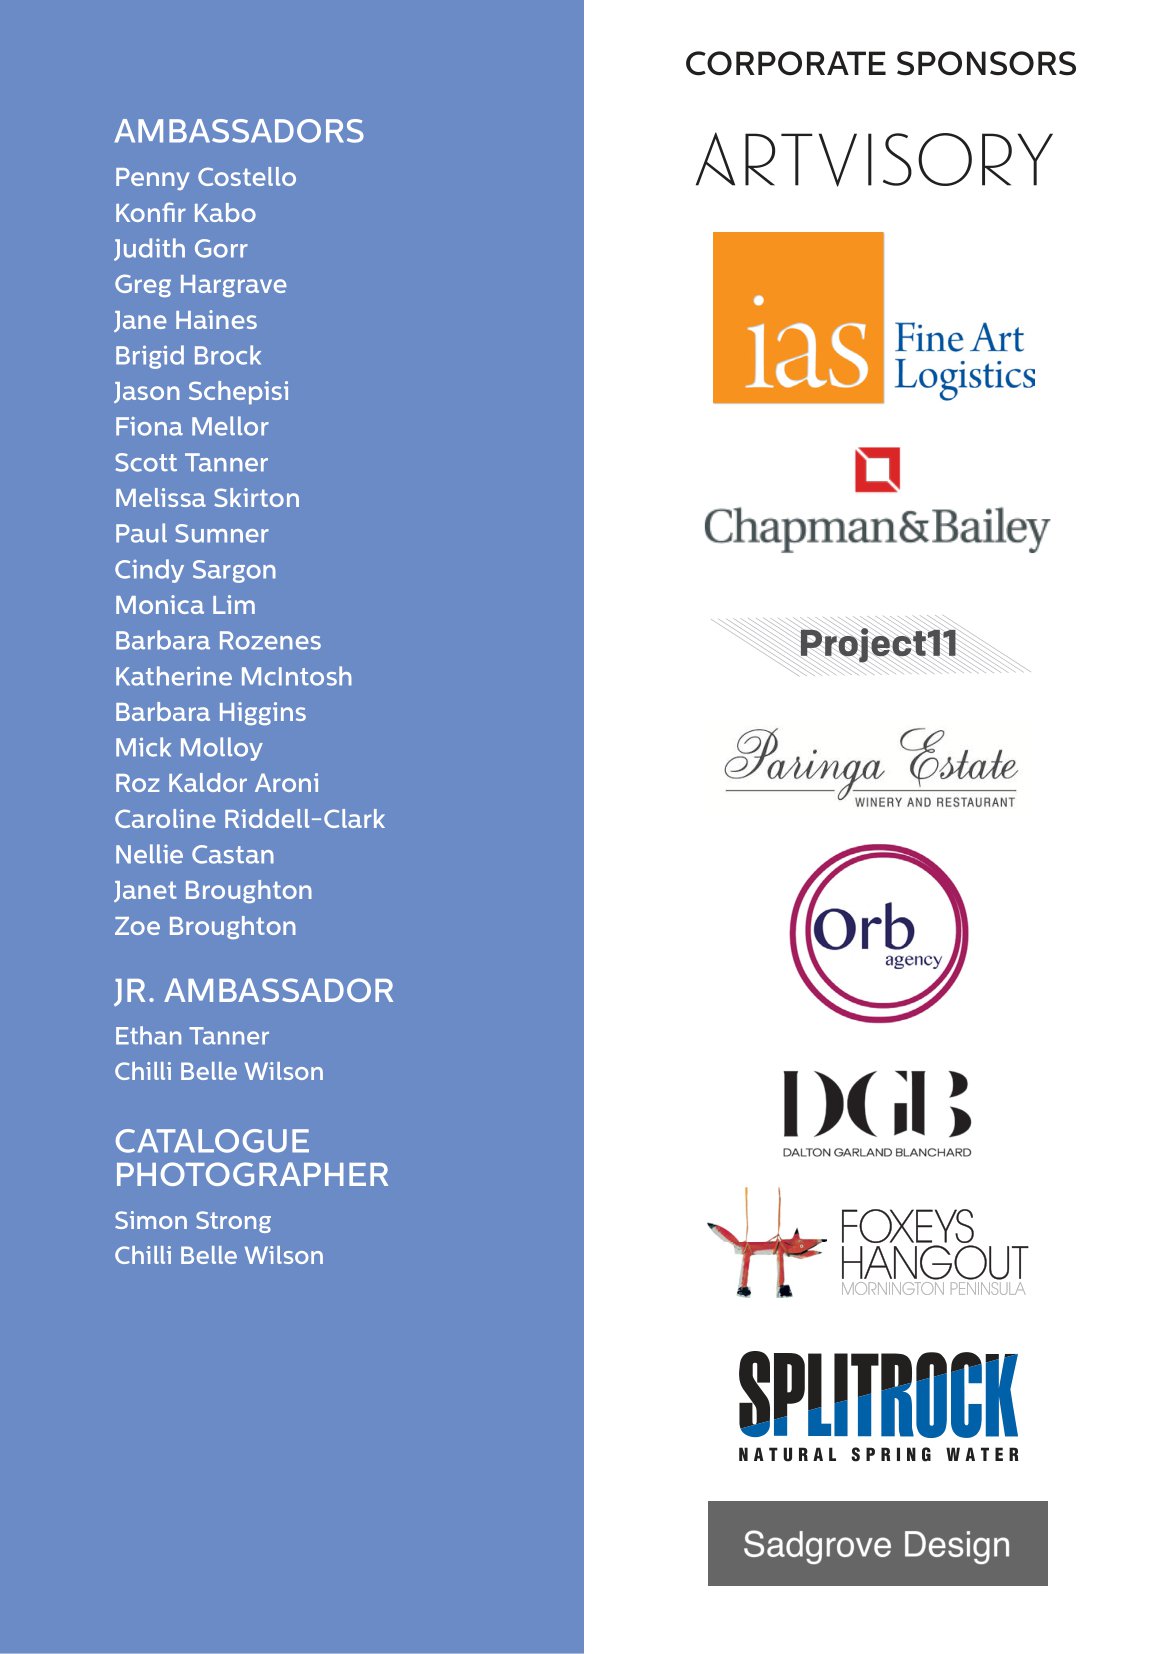 AMBASSADORS
Penny Costello
Konfir Kabo
Judith Gorr
Greg Hargrave
Jane Haines
Brigid Brock
Jason Schepisi
Fiona Mellor
Scott Tanner
Melissa Skirton
Paul Sumner
Cindy Sargon
Monica Lim
Barbara Rozenes
Katherine McIntosh
Barbara Higgins
Mick Molloy
Roz Kaldor Aroni
Caroline Riddell-Clark
Nellie Castan
Janet Broughton
Zoe Broughton
JR. AMBASSADOR
Ethan Tanner
Chilli Belle Wilson
CATALOGUE
PHOTOGRAPHER
Simon Strong
Chilli Belle Wilson
CORPORATE SPONSORS
ARTVISORY
ias Fine Art
Logistics
Chapman&Bailey
Project11
Paringa Estate
WINERY AND RESTAURANT
Orb
agency
DGB
DALTON GARLAND BLANCHARD
FOXEYS
HANGOUT
MORNINGTON PENINSULA
SPLITROCK
NATURAL SPRING WATER
Sadgrove Design